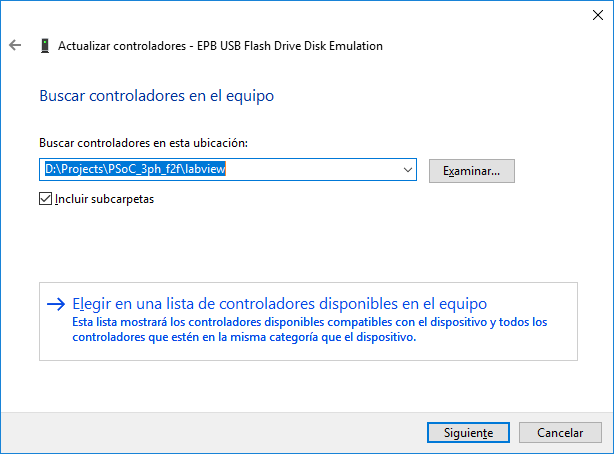 Actualizar controladores - EPB USB Flash Drive Disk Emulation
Buscar controladores en el equipo
Buscar controladores en esta ubicación:
D:\Projects\PSoC_3ph_f2f\labview
Examinar...
Incluir subcarpetas
Elegir en una lista de controladores disponibles en el equipo
Esta lista mostrará los controladores disponibles compatibles con el dispositivo y todos los
controladores que estén en la misma categoría que el dispositivo.
Siguiente
Cancelar